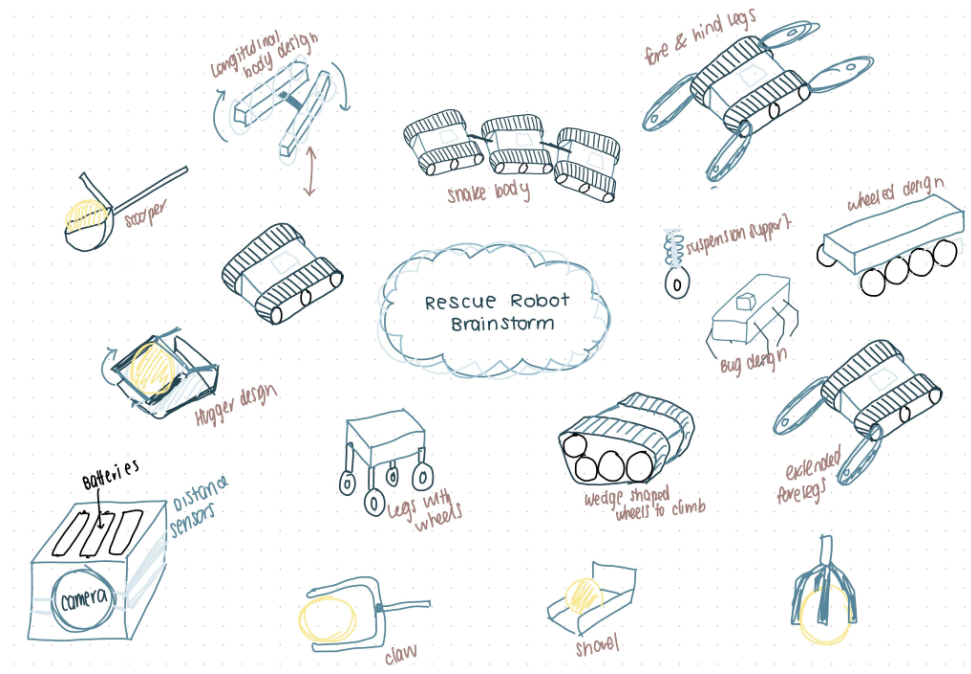 Longitudinal
body design
fore & hind legs
snake body
scooper
wheeled design
suspension support
Rescue Robot
Brainstorm
Bug design
Hugger design
Batteries
Distance
sensors
camera
Legs with
wheels
wedge shaped
wheels to climb
extended
forelegs
claw
shovel